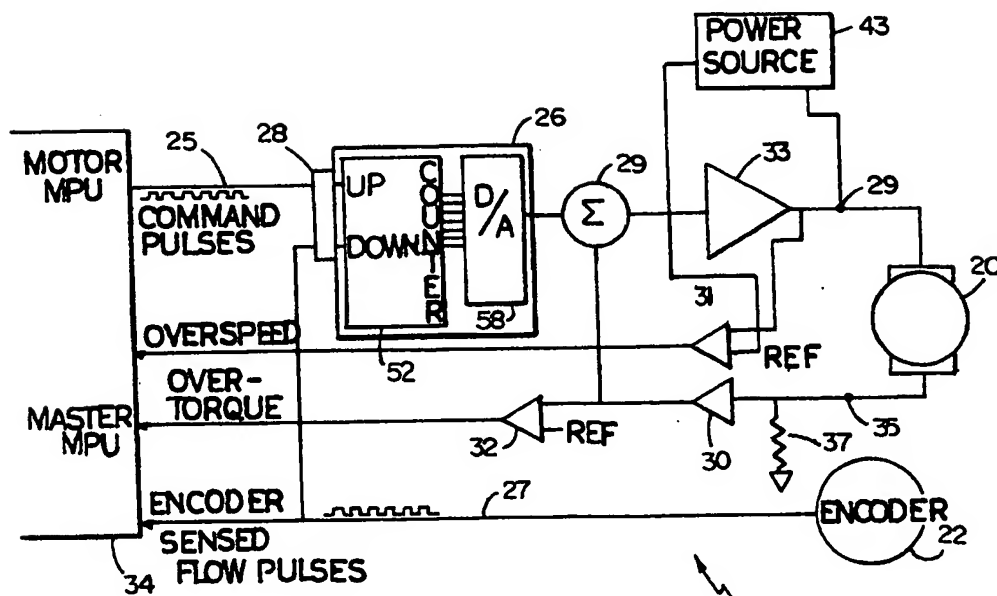 POWER
SOURCE
43
25
28
26
29
33
MOTOR
MPU
COMMAND
PULSES
UP
DOWN
COUNTER
D/A
Σ
29
20
58
31
OVERSPEED
52
REF
OVER-
TORQUE
MASTER
MPU
32
REF
30
37
35
ENCODER
27
ENCODER
SENSED
FLOW PULSES
34
22